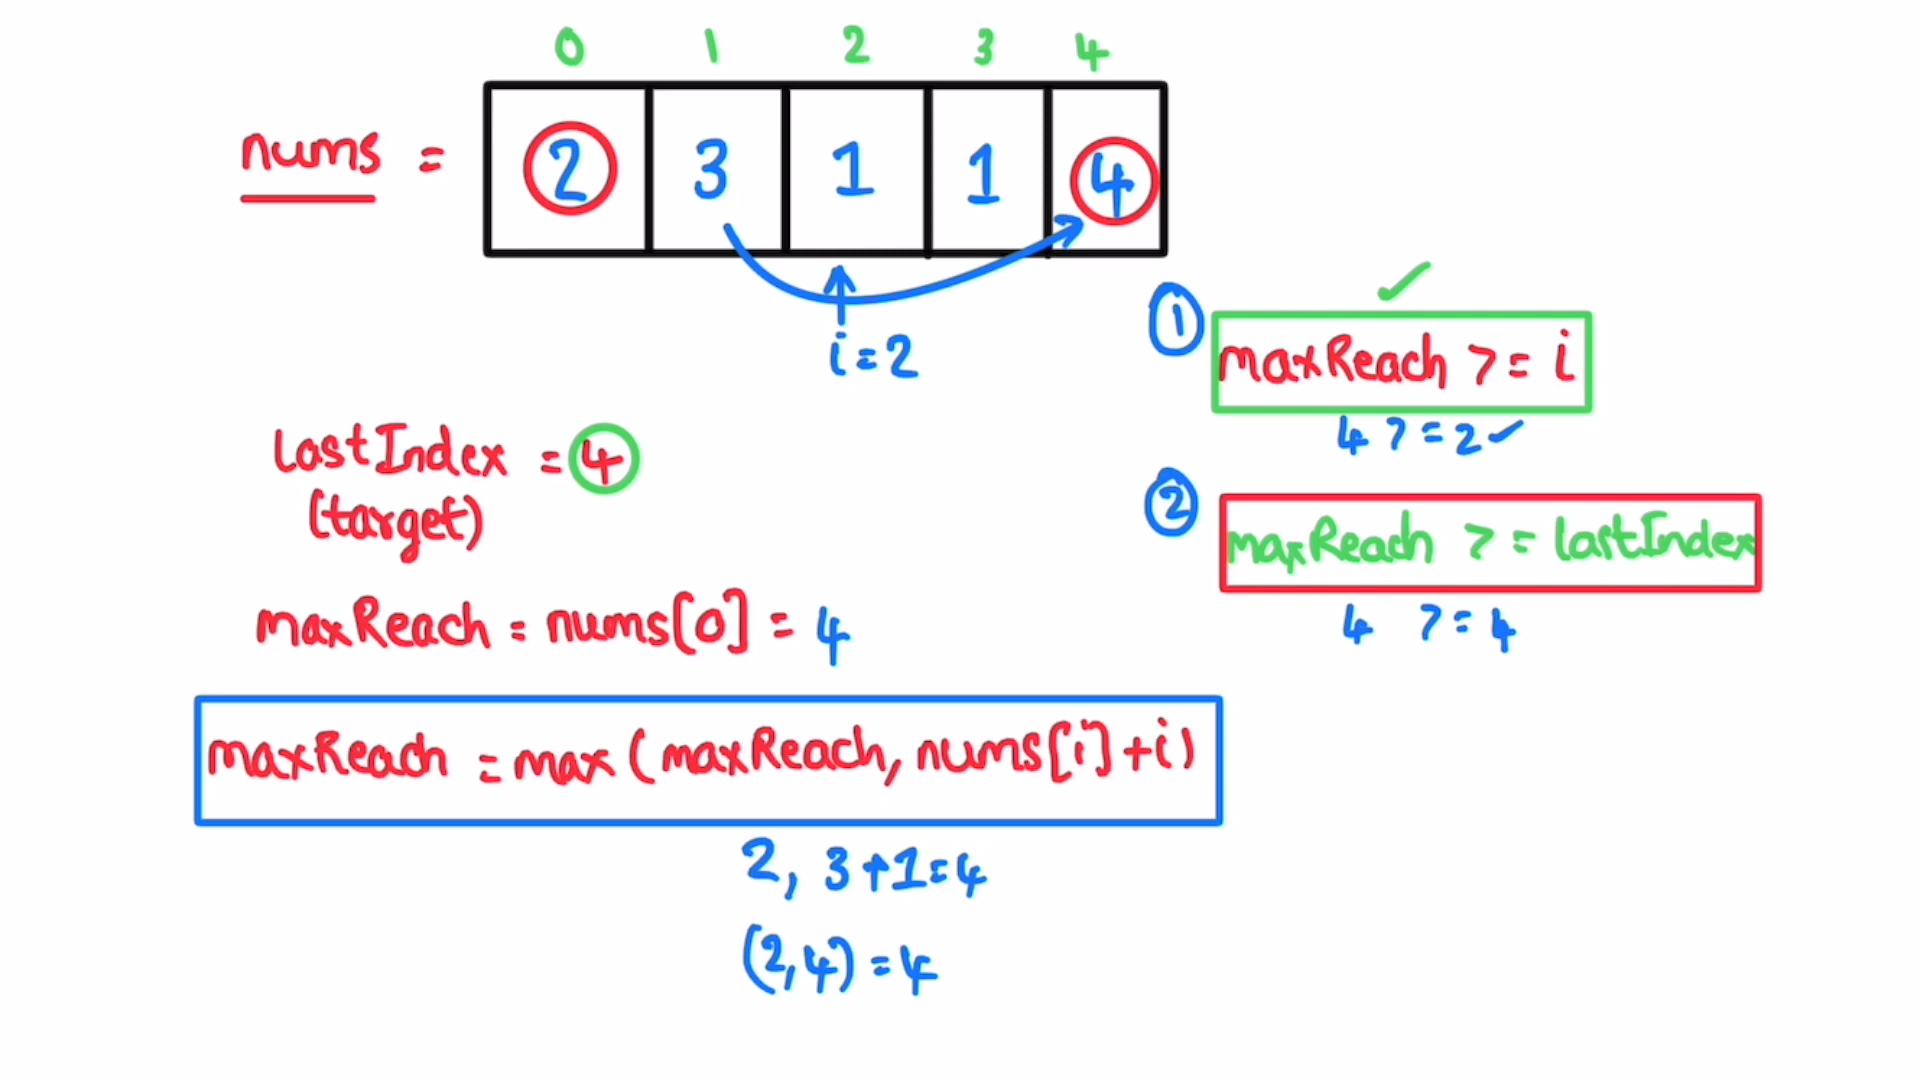 0 1 2 3 4
nums = 2 3 1 1 4
i=2
lastIndex = 4
(target)
maxReach = nums[0] = 4
maxReach = max (maxReach, nums[i]+i)
2, 3+1=4
(2,4) = 4
1 maxReach >= i
4 >= 2 ✓
2 maxReach >= lastIndex
4 >= 4